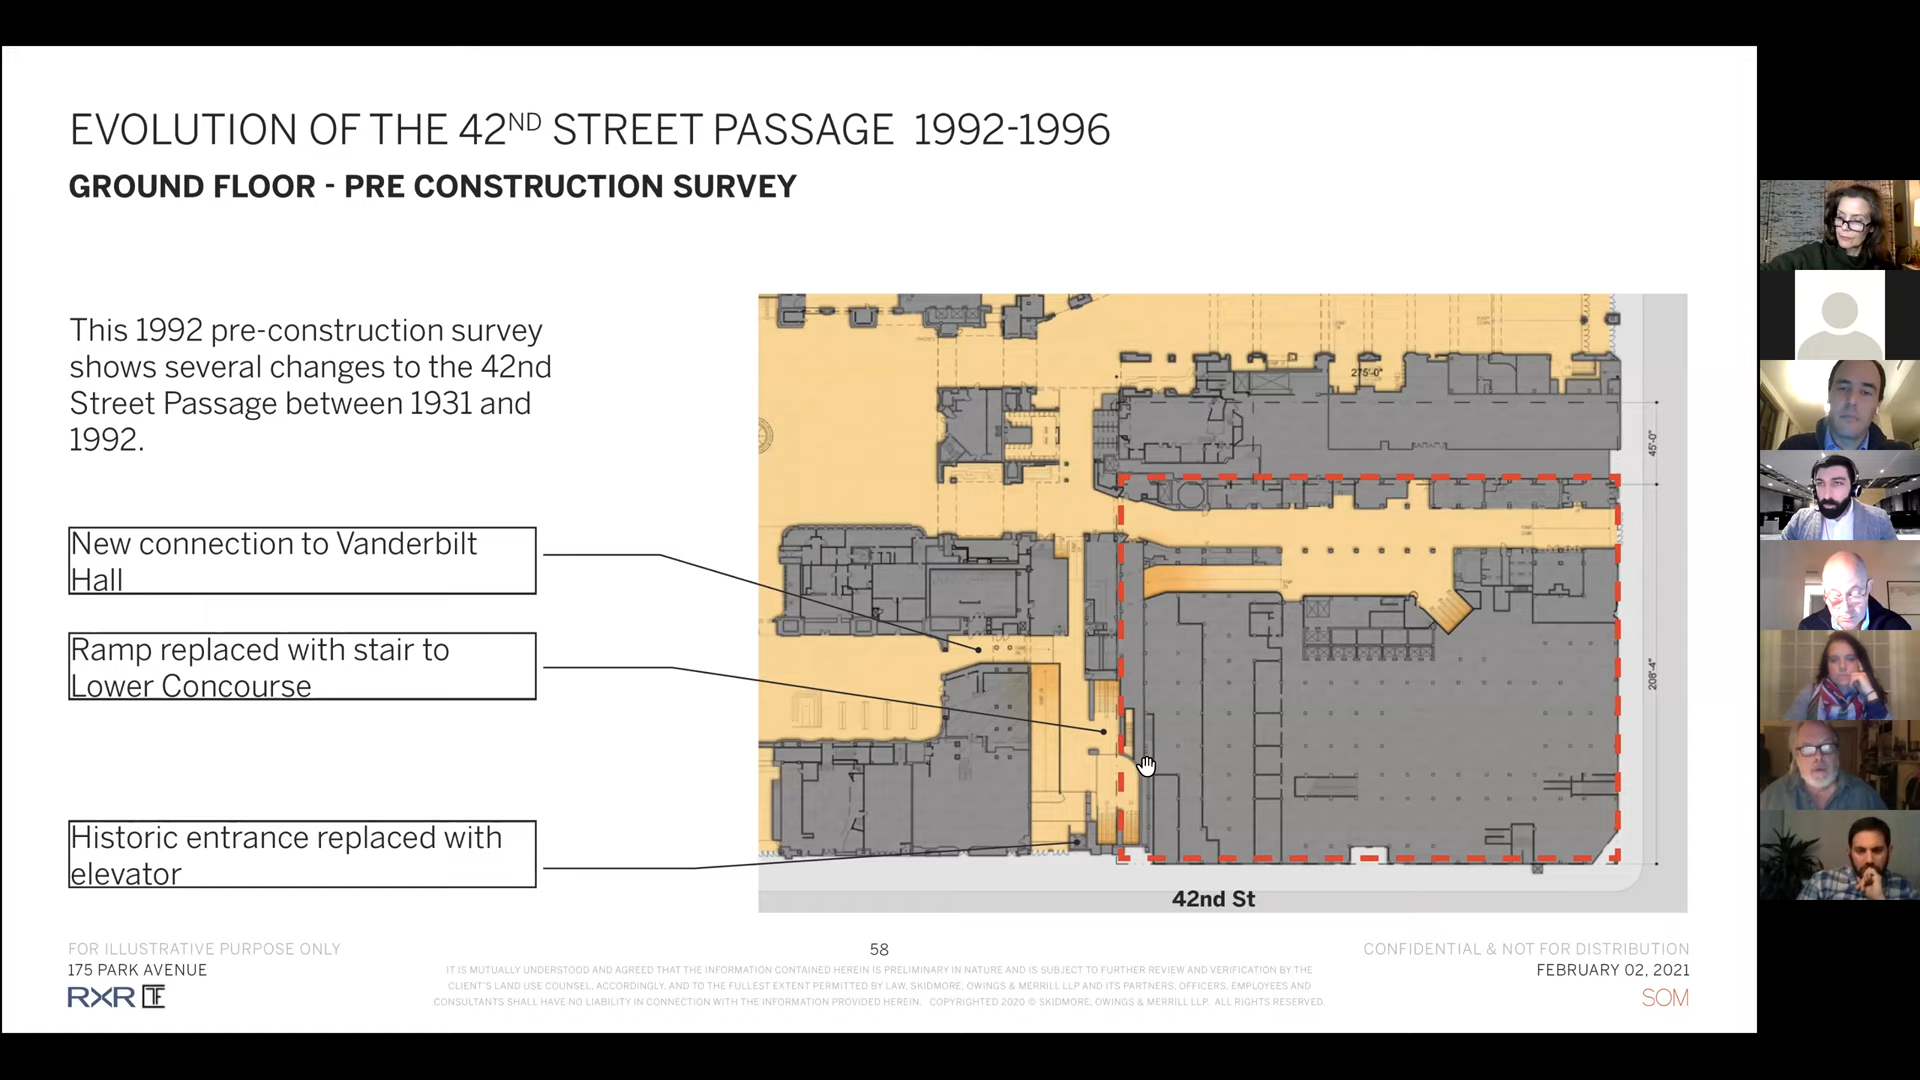 EVOLUTION OF THE 42ND STREET PASSAGE 1992-1996
GROUND FLOOR - PRE CONSTRUCTION SURVEY
This 1992 pre-construction survey
shows several changes to the 42nd
Street Passage between 1931 and
1992.
New connection to Vanderbilt
Hall
Ramp replaced with stair to
Lower Concourse
Historic entrance replaced with
elevator
275'-0"
45'-0"
208'-4"
42nd St
FOR ILLUSTRATIVE PURPOSE ONLY
175 PARK AVENUE
RXR TF
58
IT IS MUTUALLY UNDERSTOOD AND AGREED THAT THE INFORMATION CONTAINED HEREIN IS PRELIMINARY IN NATURE AND IS SUBJECT TO FURTHER REVIEW AND VERIFICATION BY THE
CLIENT'S LAND USE COUNSEL, ACCORDINGLY, AND TO THE FULLEST EXTENT PERMITTED BY LAW, SKIDMORE, OWINGS & MERRILL LLP AND ITS PARTNERS, OFFICERS, EMPLOYEES AND
CONSULTANTS SHALL HAVE NO LIABILITY IN CONNECTION WITH THE INFORMATION PROVIDED HEREIN. COPYRIGHTED 2020 © SKIDMORE, OWINGS & MERRILL LLP. ALL RIGHTS RESERVED.
CONFIDENTIAL & NOT FOR DISTRIBUTION
FEBRUARY 02, 2021
SOM